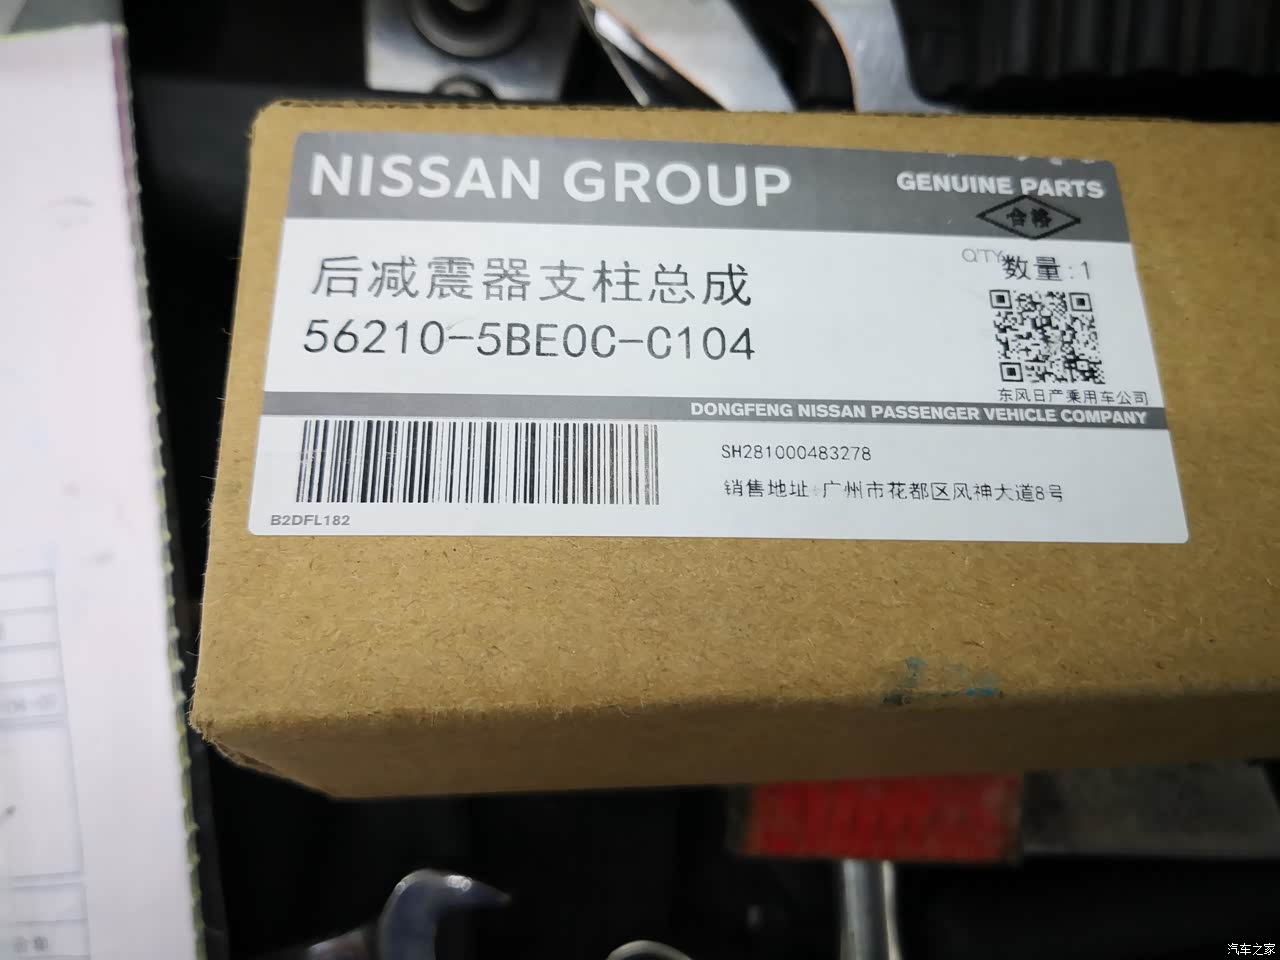 NISSAN GROUP
GENUINE PARTS
合格
后减震器支柱总成
Q'TY 数量:1
56210-5BE0C-C104
东风日产乘用车公司
DONGFENG NISSAN PASSENGER VEHICLE COMPANY
SH281000483278
销售地址:广州市花都区风神大道8号
B2DFL182
汽车之家